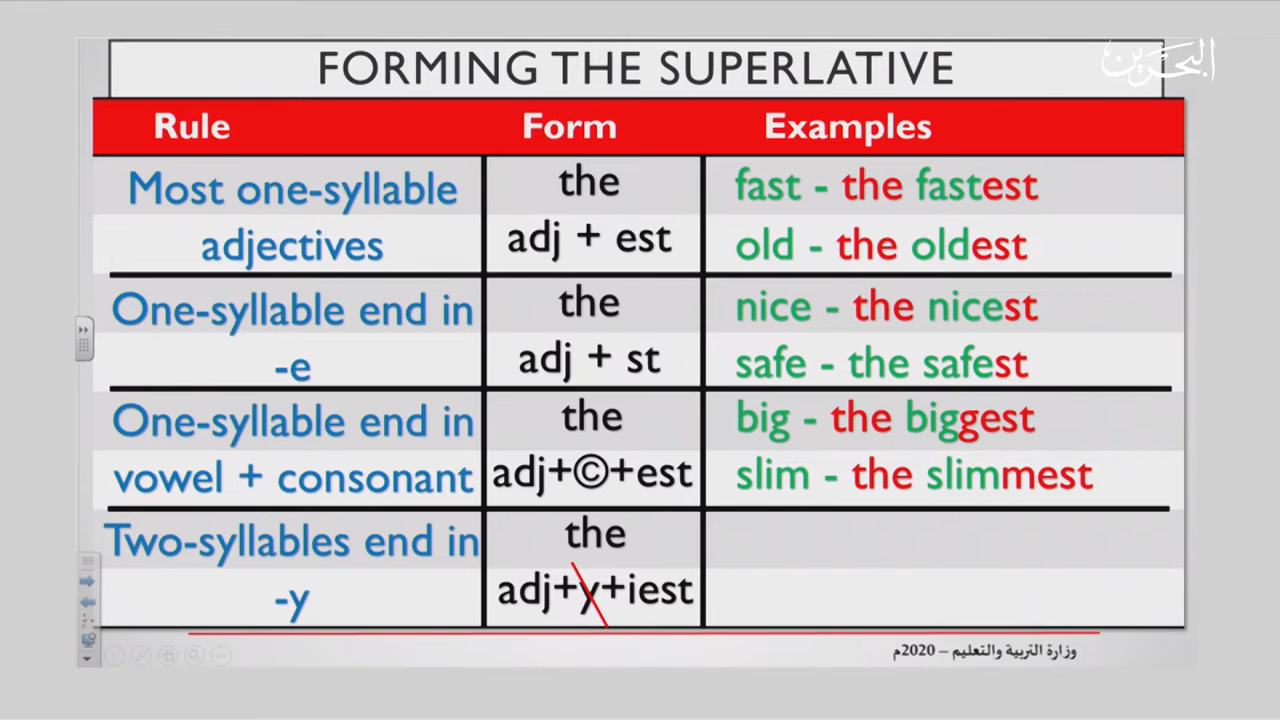 البحرين
FORMING THE SUPERLATIVE
Rule Form Examples
Most one-syllable adjectives
the
adj + est
fast - the fastest
old - the oldest
One-syllable end in
-e
the
adj + st
nice - the nicest
safe - the safest
One-syllable end in
vowel + consonant
the
adj+©+est
big - the biggest
slim - the slimmest
Two-syllables end in
-y
the
adj+y+iest
وزارة التربية والتعليم – 2020م